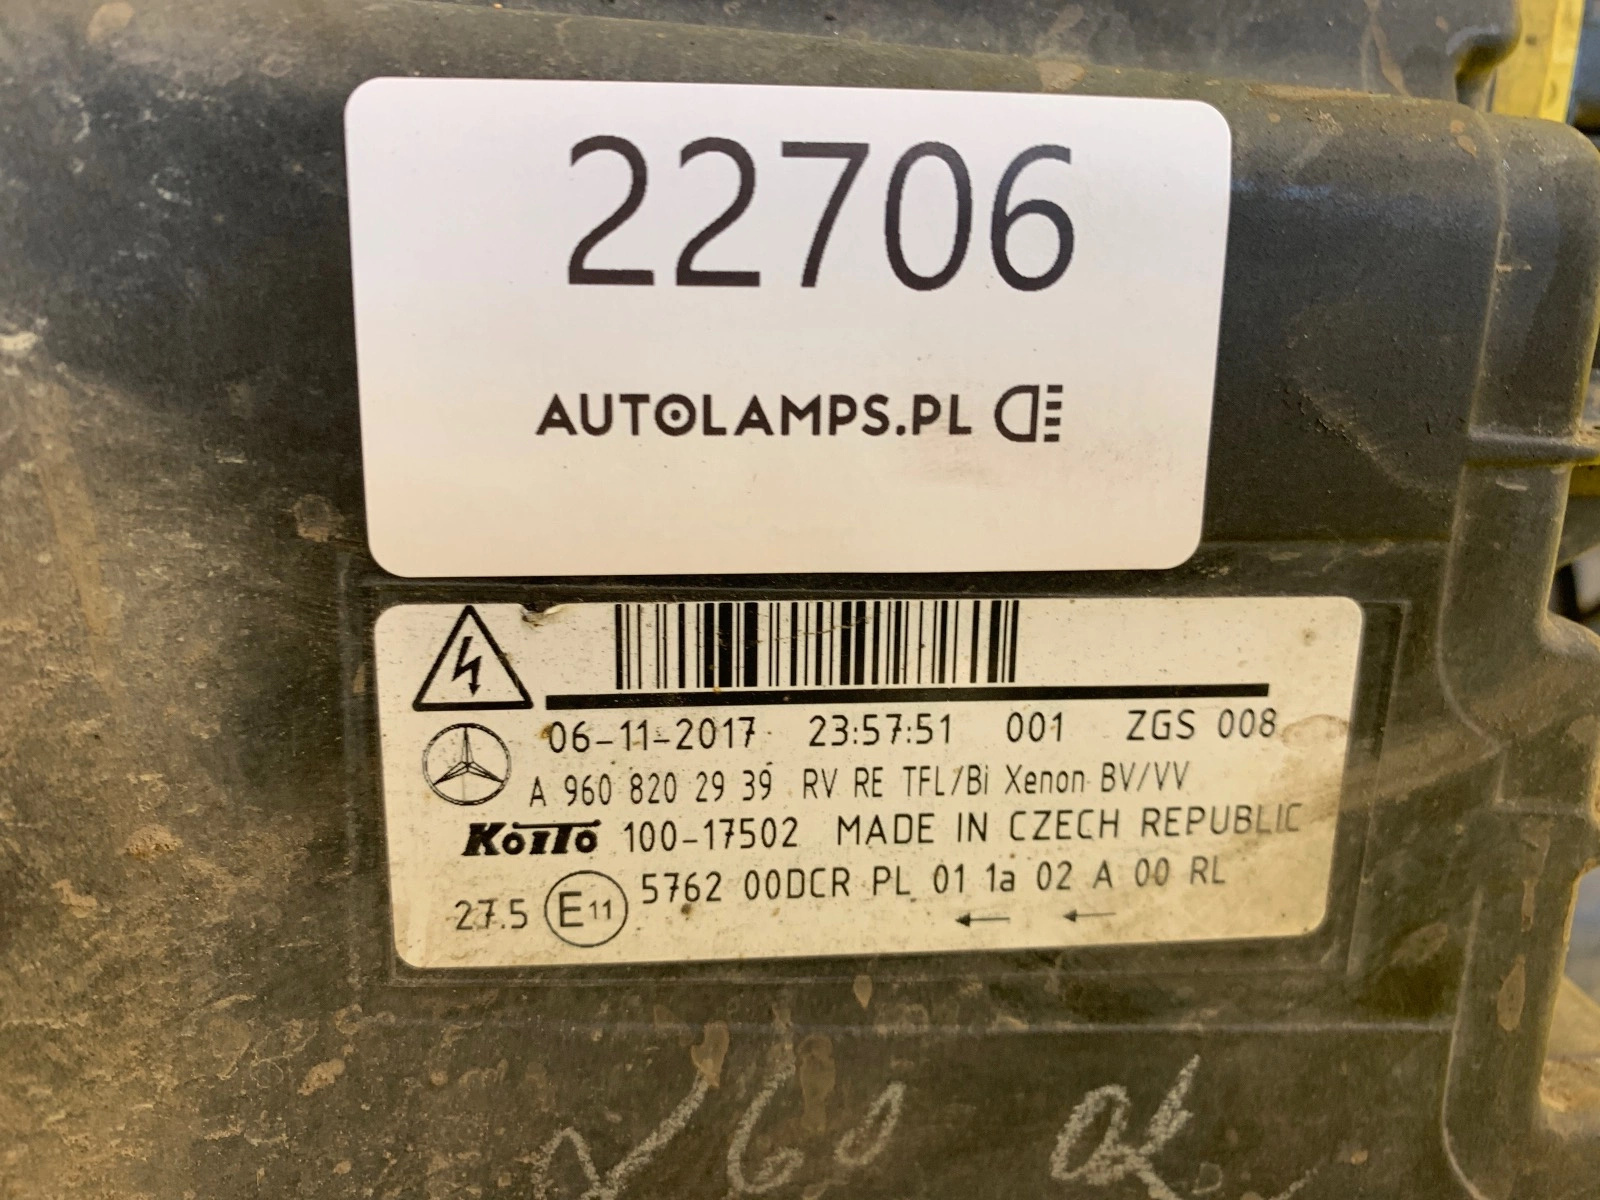 22706
AUTOLAMPS.PL
06-11-2017 23:57:51 001 ZGS 008
A 960 820 29 39 RV RE TFL/Bi Xenon BV/VV
KOITO 100-17502 MADE IN CZECH REPUBLIC
27.5 E11 5762 00DCR PL 01 1a 02 A 00 RL